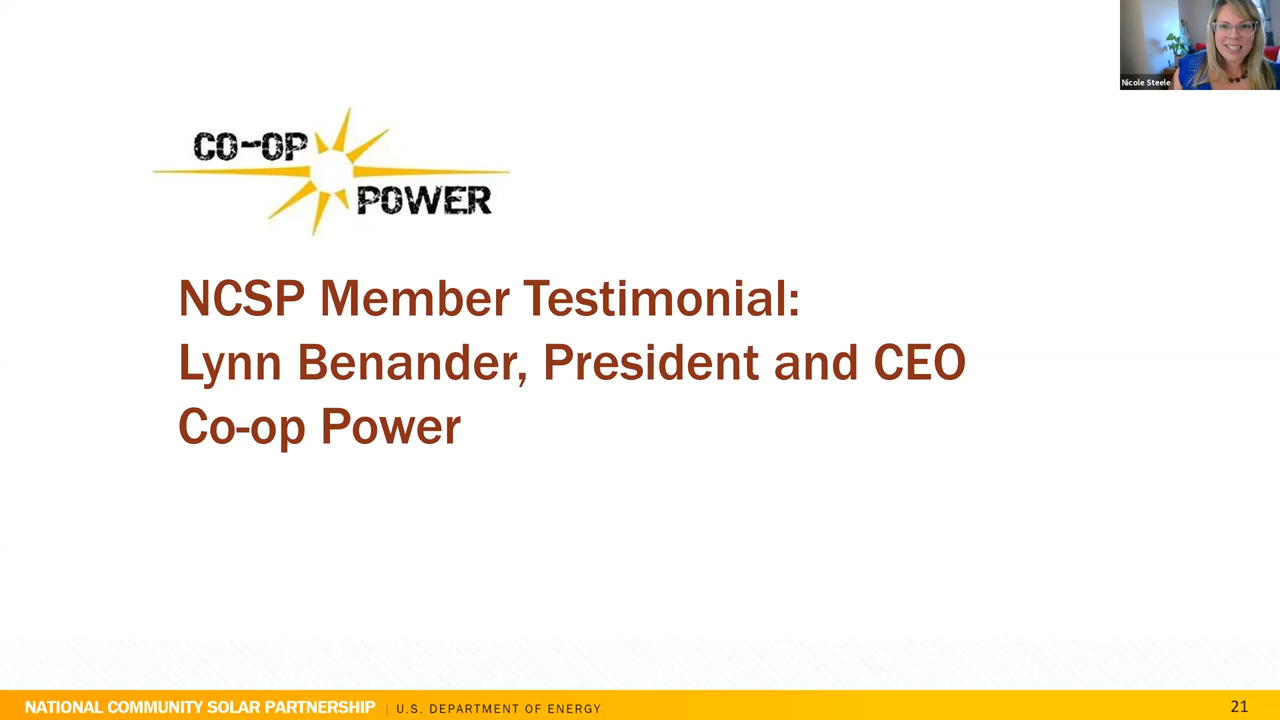 Nicole Steele
CO-OP
POWER
NCSP Member Testimonial:
Lynn Benander, President and CEO
Co-op Power
NATIONAL COMMUNITY SOLAR PARTNERSHIP | U.S. DEPARTMENT OF ENERGY
21